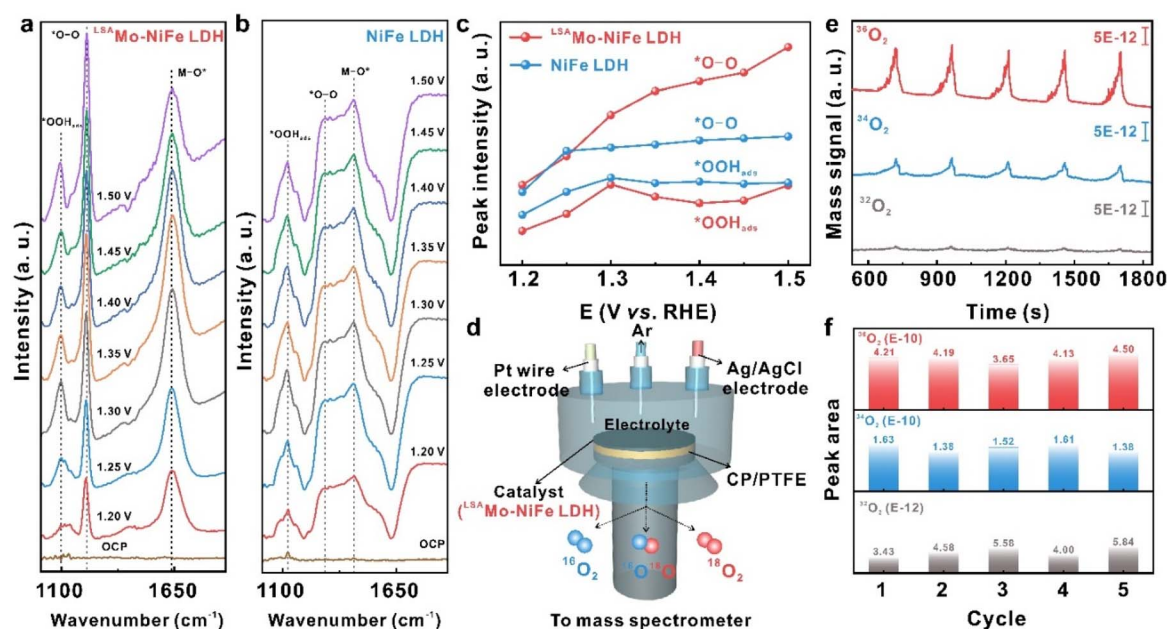 a
*O–O
LSAMo-NiFe LDH
M–O*
*OOHads
1.50 V
1.45 V
1.40 V
1.35 V
1.30 V
1.25 V
1.20 V
OCP
1100
1650
Wavenumber (cm-1)
Intensity (a. u.)
b
NiFe LDH
M–O*
*O–O
*OOHads
1.50 V
1.45 V
1.40 V
1.35 V
1.30 V
1.25 V
1.20 V
OCP
1100
1650
Wavenumber (cm-1)
Intensity (a. u.)
c
LSAMo-NiFe LDH
NiFe LDH
*O–O
*O–O
*OOHads
*OOHads
1.2 1.3 1.4 1.5
E (V vs. RHE)
Peak intensity (a. u.)
d
Ar
Pt wire
electrode
Ag/AgCl
electrode
Electrolyte
Catalyst
(LSAMo-NiFe LDH)
CP/PTFE
16O2
18O2
To mass spectrometer
e
36O2
5E-12
34O2
5E-12
32O2
5E-12
600 900 1200 1500 1800
Time (s)
Mass signal (a. u.)
f
36O2 (E-10)
4.21 4.19 3.65 4.13 4.50
34O2 (E-10)
1.63 1.38 1.52 1.61 1.38
32O2 (E-12)
3.43 4.58 5.58 4.00 5.84
1 2 3 4 5
Cycle
Peak area